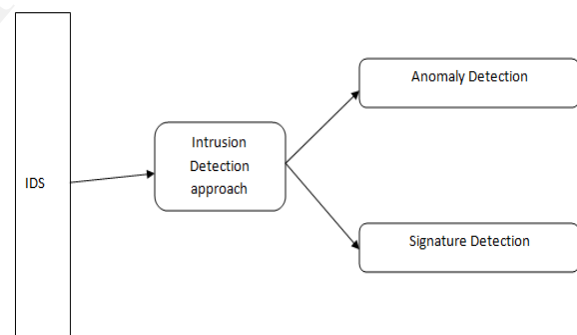 IDS
Intrusion
Detection
approach
Anomaly Detection
Signature Detection